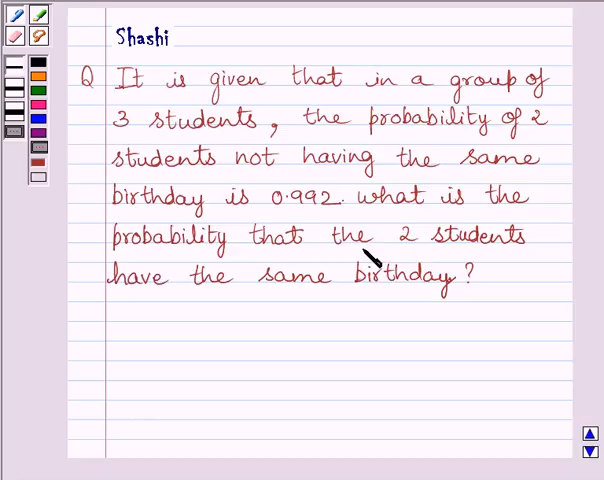 Shashi
Q It is given that in a group of
3 students, the probability of 2
students not having the same
birthday is 0.992. what is the
probability that the 2 students
have the same birthday?